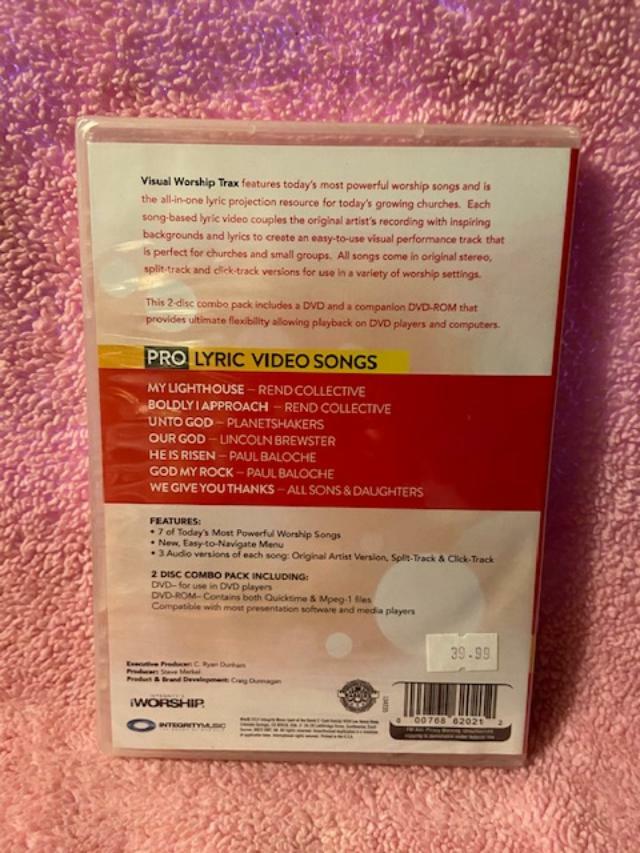 Visual Worship Trax features today's most powerful worship songs and is
the all-in-one lyric projection resource for today's growing churches. Each
song-based lyric video couples the original artist's recording with inspiring
backgrounds and lyrics to create an easy-to-use visual performance track that
is perfect for churches and small groups. All songs come in original stereo,
split-track and click-track versions for use in a variety of worship settings.
This 2-disc combo pack includes a DVD and a companion DVD-ROM that
provides ultimate flexibility allowing playback on DVD players and computers.
PRO LYRIC VIDEO SONGS
MY LIGHTHOUSE – REND COLLECTIVE
BOLDLY I APPROACH – REND COLLECTIVE
UNTO GOD – PLANETSHAKERS
OUR GOD – LINCOLN BREWSTER
HE IS RISEN – PAUL BALOCHE
GOD MY ROCK – PAUL BALOCHE
WE GIVE YOU THANKS – ALL SONS & DAUGHTERS
FEATURES:
• 7 of Today's Most Powerful Worship Songs
• New, Easy-to-Navigate Menu
• 3 Audio versions of each song: Original Artist Version, Split-Track & Click-Track
2 DISC COMBO PACK INCLUDING:
DVD– for use in DVD players
DVD-ROM– Contains both Quicktime & Mpeg-1 files
Compatible with most presentation software and media players
39.99
Executive Producer: C. Ryan Dunham
Producer: Steve Merkel
Product & Brand Development: Craig Dunnagan
INTEGRITY'S
iWORSHIP
INTEGRITYMUSIC
0 00768 62021 2